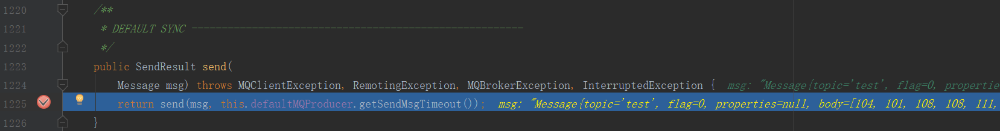 1220 /**
1221 * DEFAULT SYNC -------------------------------------------------------
1222 */
1223 public SendResult send(
1224 Message msg) throws MQClientException, RemotingException, MQBrokerException, InterruptedException { msg: "Message{topic='test', flag=0, propertie
1225 return send(msg, this.defaultMQProducer.getSendMsgTimeout()); msg: "Message{topic='test', flag=0, properties=null, body=[104, 101, 108, 108, 111,
1226 }